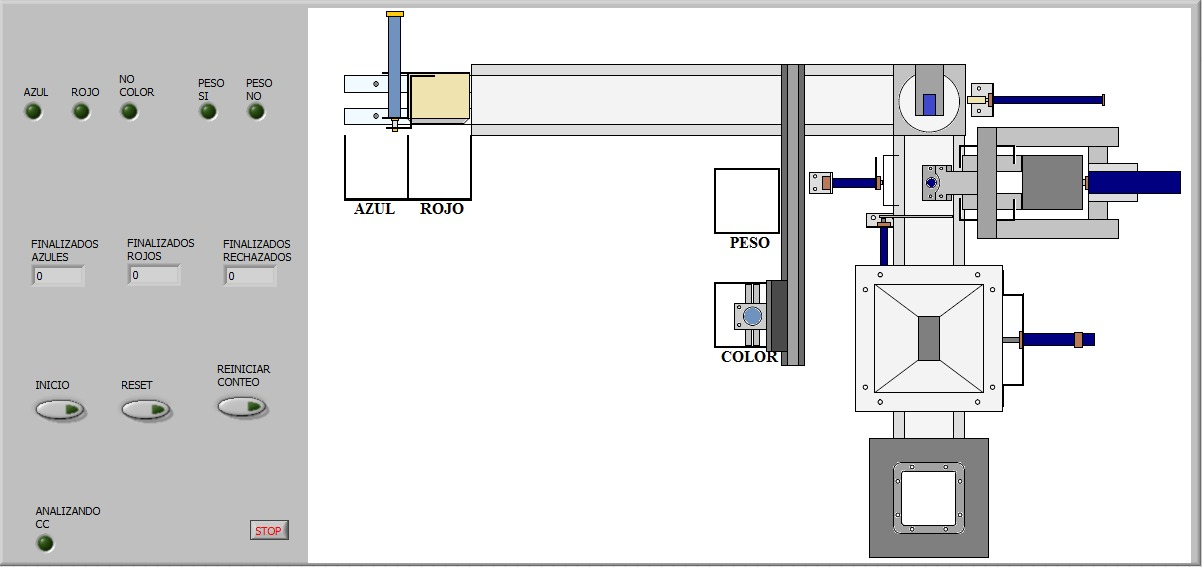 AZUL
ROJO
NO
COLOR
PESO
SI
PESO
NO
FINALIZADOS
AZULES
0
FINALIZADOS
ROJOS
0
FINALIZADOS
RECHAZADOS
0
INICIO
RESET
REINICIAR
CONTEO
ANALIZANDO
CC
STOP
AZUL
ROJO
PESO
COLOR